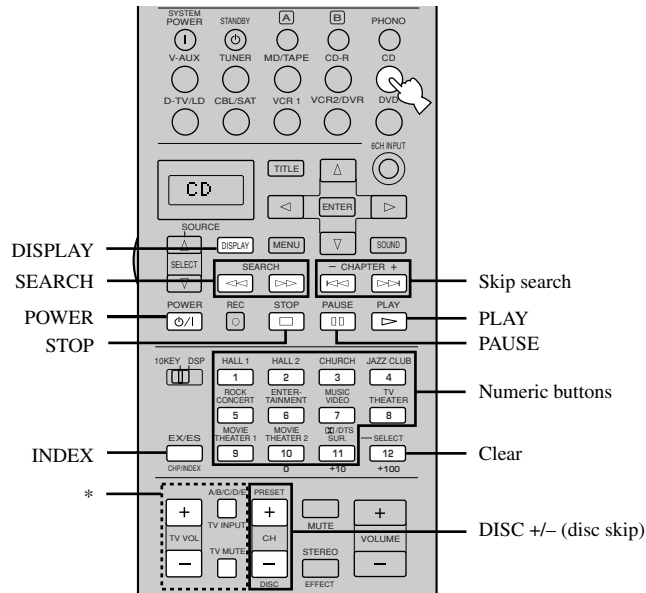 SYSTEM
POWER STANDBY A B PHONO
V-AUX TUNER MD/TAPE CD-R CD
D-TV/LD CBL/SAT VCR 1 VCR2/DVR DVD
6CH INPUT
TITLE
CD
ENTER
SOURCE
DISPLAY DISPLAY MENU SOUND
SELECT
SEARCH SEARCH – CHAPTER + Skip search
POWER POWER REC STOP PAUSE PLAY PLAY
STOP PAUSE
10KEY DSP HALL 1 HALL 2 CHURCH JAZZ CLUB
1 2 3 4 Numeric buttons
ROCK CONCERT ENTER-TAINMENT MUSIC VIDEO TV THEATER
5 6 7 8
EX/ES MOVIE THEATER 1 MOVIE THEATER 2 /DTS SUR. SELECT
INDEX 9 10 11 12 Clear
CHP/INDEX 0 +10 +100
* A/B/C/D/E PRESET
+ TV INPUT + MUTE +
TV VOL CH VOLUME DISC +/– (disc skip)
TV MUTE STEREO
– – –
DISC EFFECT